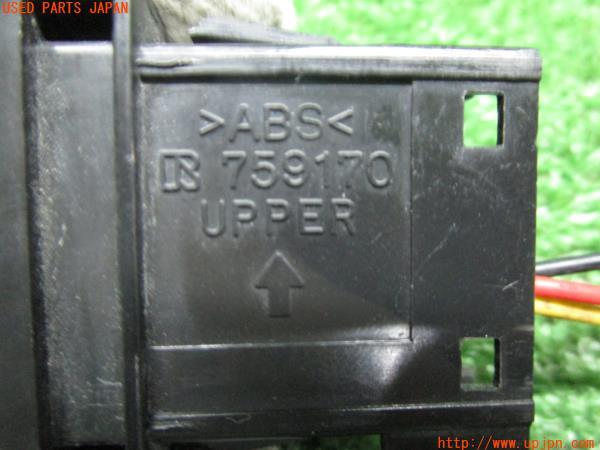 USED PARTS JAPAN
>ABS<
R 759170
UPPER
http://www.upjpn.com